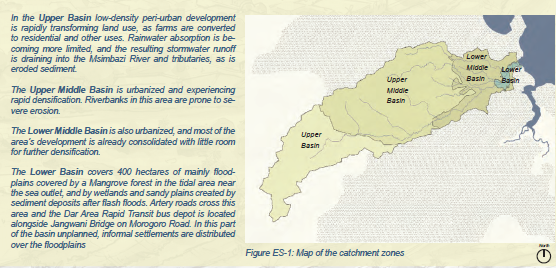 In the Upper Basin low-density peri-urban development
is rapidly transforming land use, as farms are converted
to residential and other uses. Rainwater absorption is be-
coming more limited, and the resulting stormwater runoff
is draining into the Msimbazi River and tributaries, as is
eroded sediment.
The Upper Middle Basin is urbanized and experiencing
rapid densification. Riverbanks in this area are prone to se-
vere erosion.
The Lower Middle Basin is also urbanized, and most of the
area's development is already consolidated with little room
for further densification.
The Lower Basin covers 400 hectares of mainly flood-
plains covered by a Mangrove forest in the tidal area near
the sea outlet, and by wetlands and sandy plains created by
sediment deposits after flash floods. Artery roads cross this
area and the Dar Area Rapid Transit bus depot is located
alongside Jangwani Bridge on Morogoro Road. In this part
of the basin unplanned, informal settlements are distributed
over the floodplains
Lower
Middle
Basin
Lower
Basin
Upper
Middle
Basin
Upper
Basin
Figure ES-1: Map of the catchment zones
North